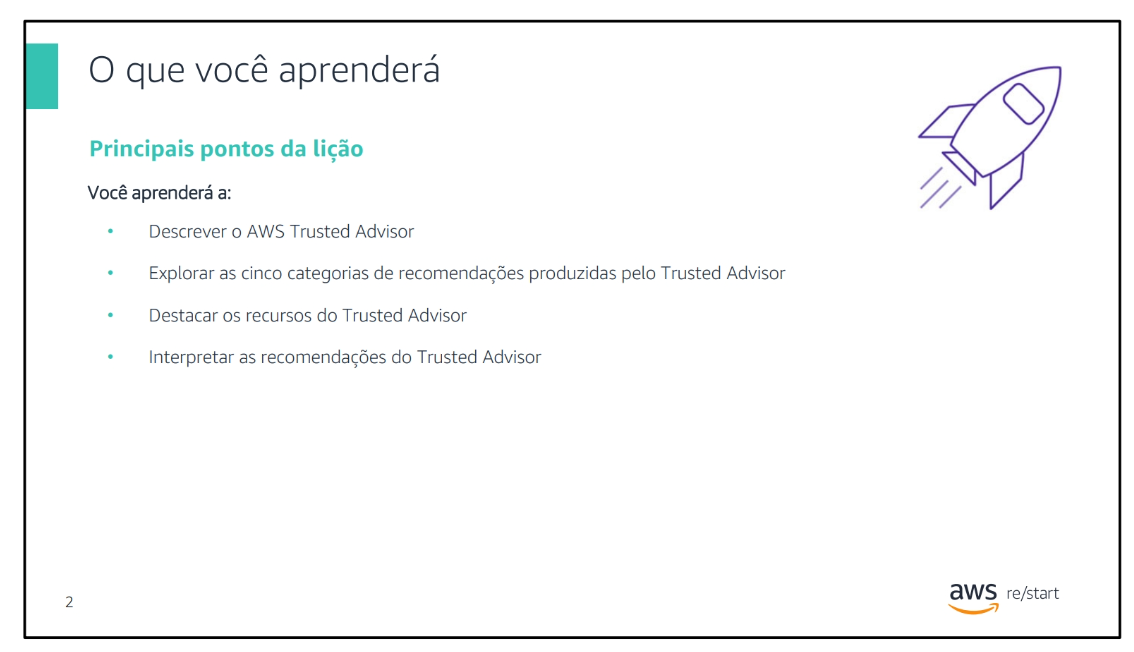 O que você aprenderá
Principais pontos da lição
Você aprenderá a:
• Descrever o AWS Trusted Advisor
• Explorar as cinco categorias de recomendações produzidas pelo Trusted Advisor
• Destacar os recursos do Trusted Advisor
• Interpretar as recomendações do Trusted Advisor
2
aws re/start